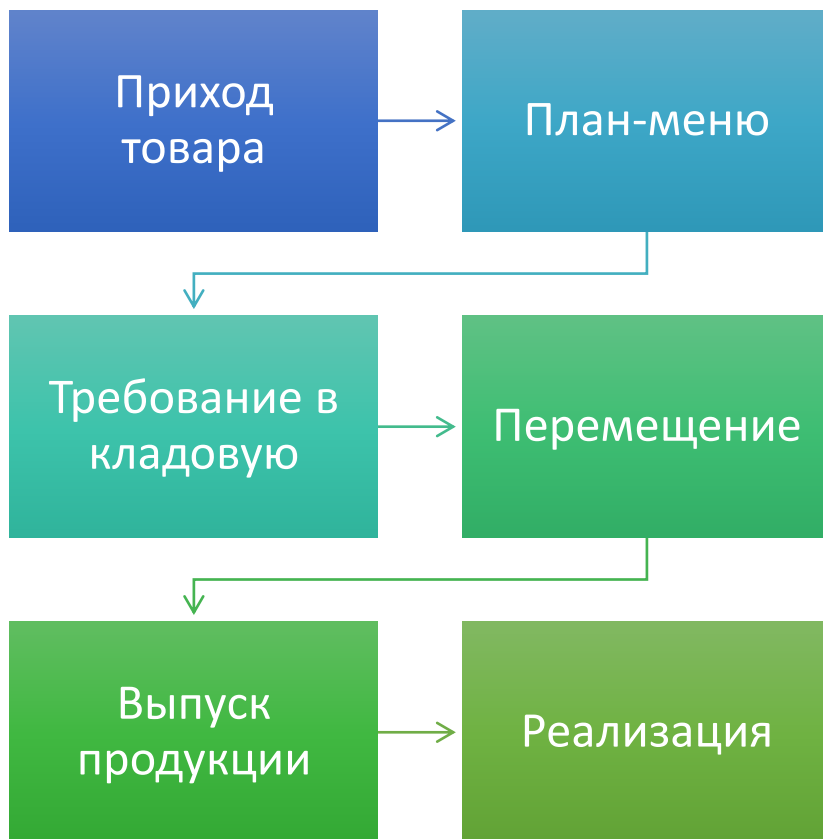 Приход
товара
План-меню
Требование в
кладовую
Перемещение
Выпуск
продукции
Реализация